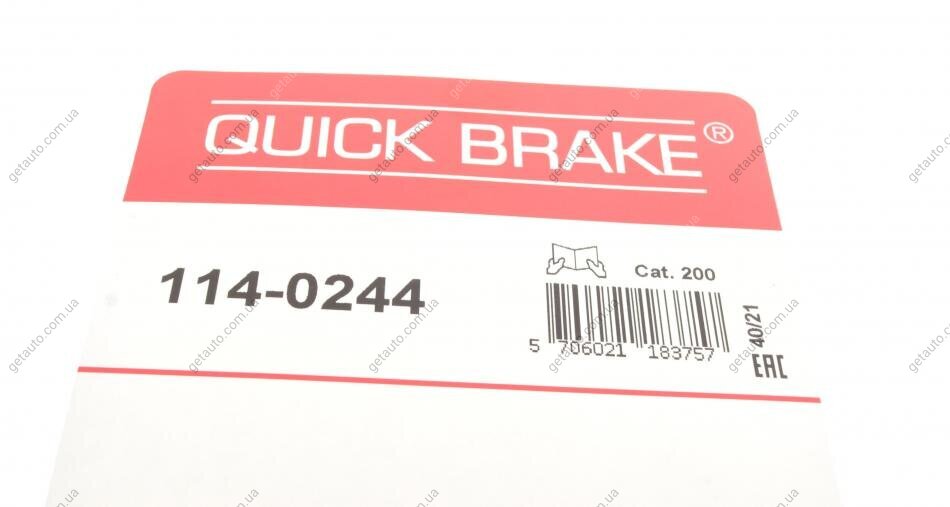 QUICK BRAKE®
114-0244
Cat. 200
5 706021 183757
40/21
EAC
getauto.com.ua